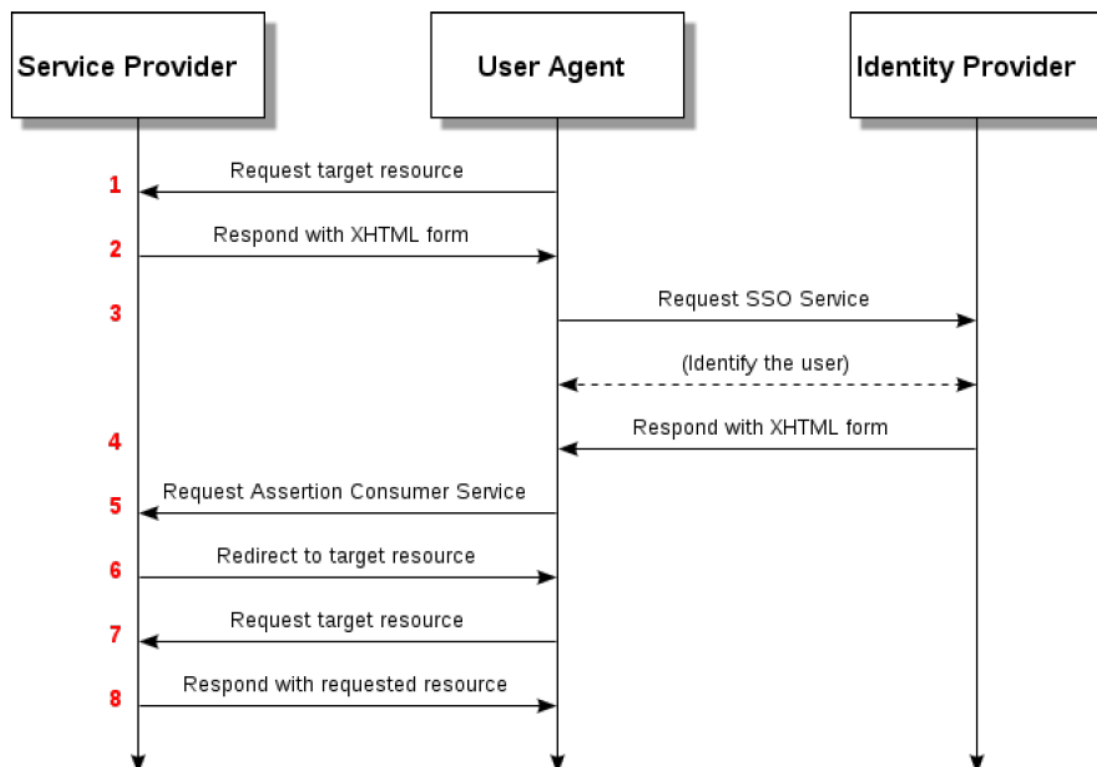 Service Provider
User Agent
Identity Provider
Request target resource
1
Respond with XHTML form
2
Request SSO Service
3
(Identify the user)
Respond with XHTML form
4
Request Assertion Consumer Service
5
Redirect to target resource
6
Request target resource
7
Respond with requested resource
8